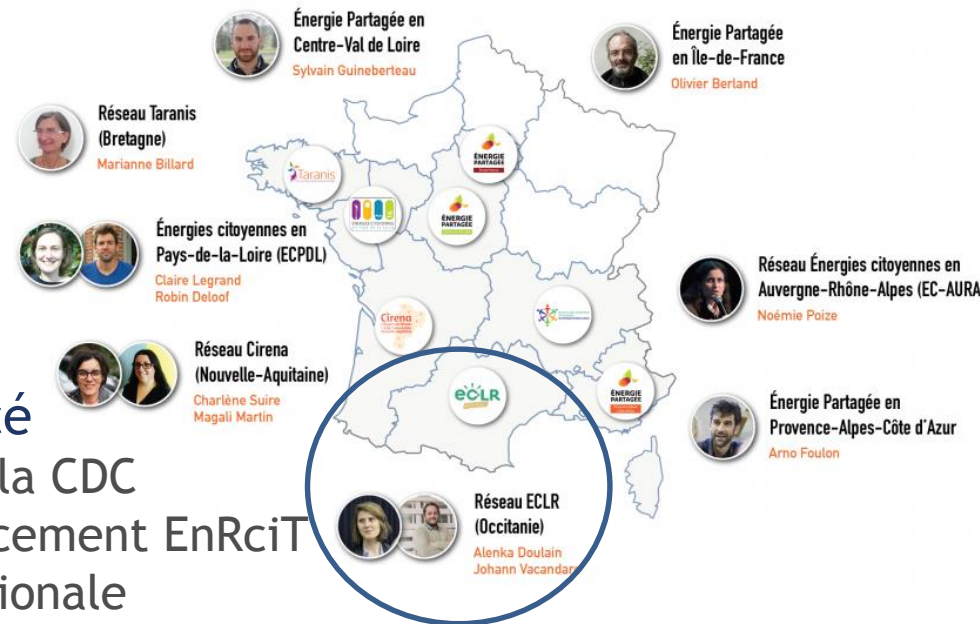 Énergie Partagée en
Centre-Val de Loire
Sylvain Guineberteau
Énergie Partagée
en Île-de-France
Olivier Berland
Réseau Taranis
(Bretagne)
Marianne Billard
Taranis
ÉNERGIE
PARTAGÉE
Énergies citoyennes en
Pays-de-la-Loire (ECPDL)
Claire Legrand
Robin Deloof
ÉNERGIE
PARTAGÉE
Réseau Énergies citoyennes en
Auvergne-Rhône-Alpes (EC-AURA
Noémie Poize
Cirena
Réseau Cirena
(Nouvelle-Aquitaine)
Charlène Suire
Magali Martin
ÉCLR
ÉNERGIE
PARTAGÉE
Énergie Partagée en
Provence-Alpes-Côte d'Azur
Arno Foulon
té
la CDC
cement EnRciT
ionale
Réseau ECLR
(Occitanie)
Alenka Doulain
Johann Vacandare